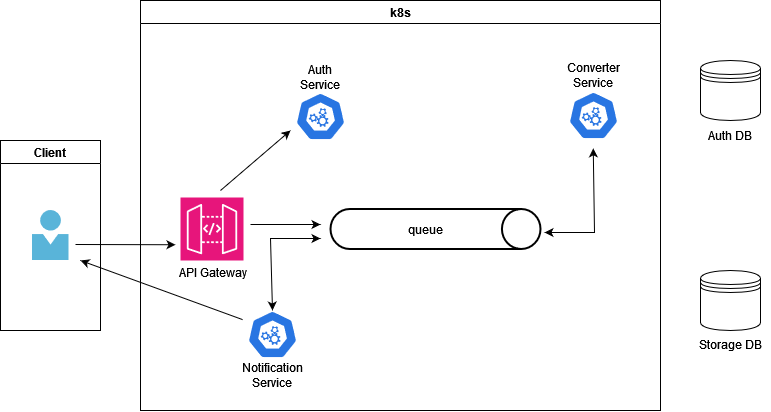 k8s
Auth
Service
Converter
Service
Auth DB
Client
queue
API Gateway
Storage DB
Notification
Service